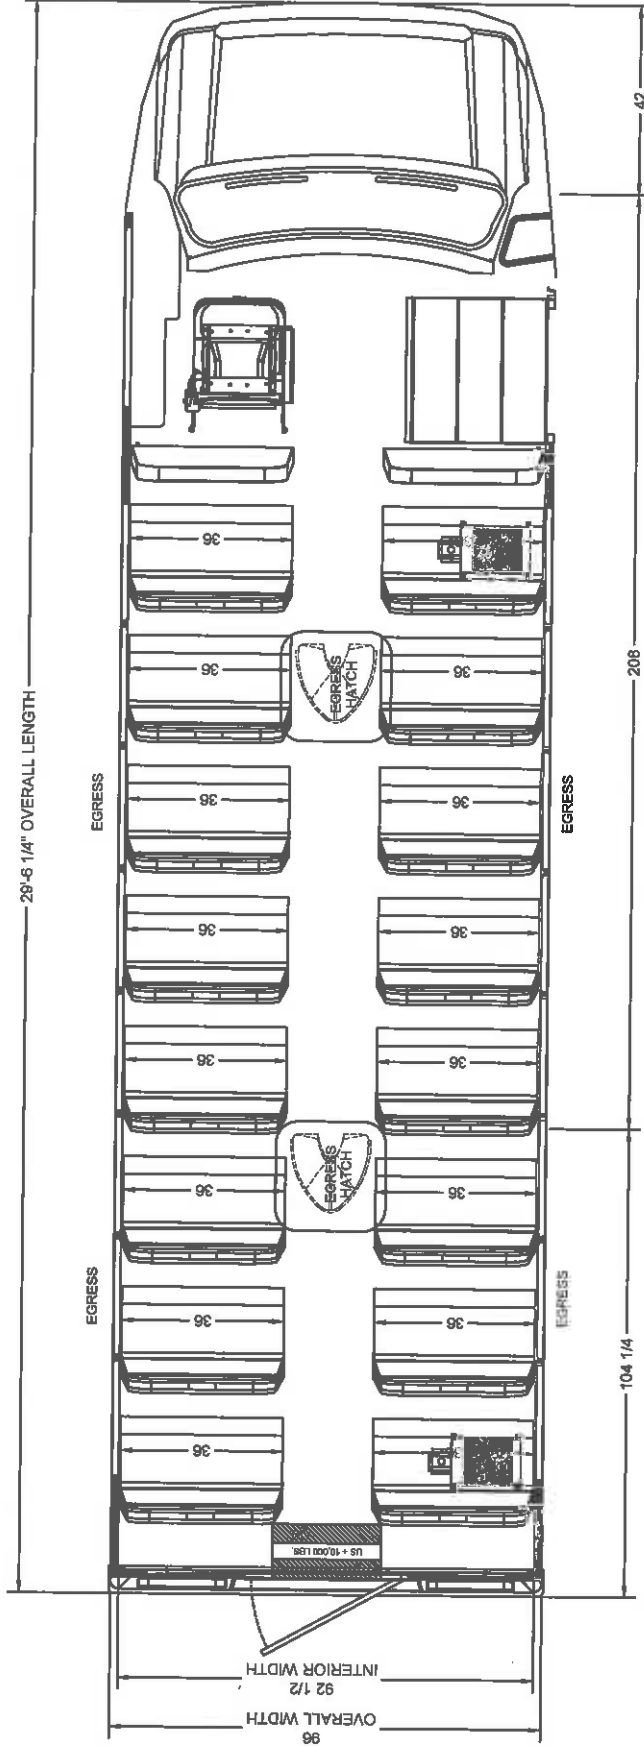 29'-6 1/4" OVERALL LENGTH
42
36
36
36
EGRESS
HATCH
36
208
EGRESS
36
36
EGRESS
36
36
36
36
36
EGRESS
HATCH
36
EGRESS
36
36
EGRESS
104 1/4
36
US + 10,000 LBS.
92 1/2
INTERIOR WIDTH
96
OVERALL WIDTH